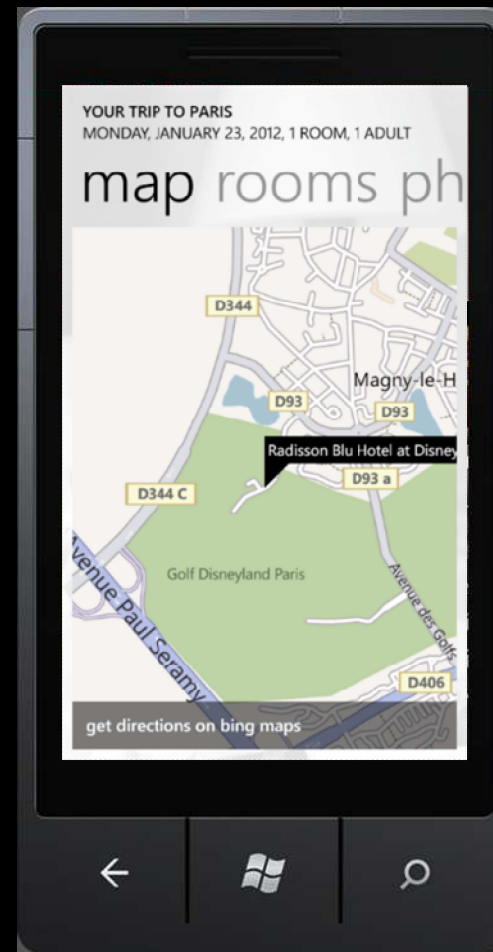 YOUR TRIP TO PARIS
MONDAY, JANUARY 23, 2012, 1 ROOM, 1 ADULT
map rooms ph
D344
Magny-le-H
D93
D93
Radisson Blu Hotel at Disney
D93 a
D344 C
Golf Disneyland Paris
Avenue Paul Seramy
Avenue des Golfs
D406
get directions on bing maps